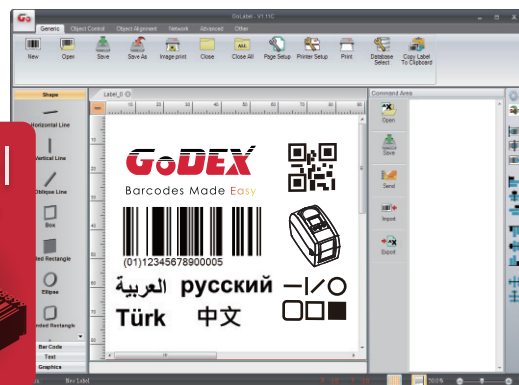 GoLabel - V1.11C
Generic Object Control Object Alignment Network Advanced Other
New Open Save Save As Image print Close Close All Page Setup Printer Setup Print Database Select Copy Label To Clipboard
Shape
Label_0
Command Area
Horizontal Line
Vertical Line
Oblique Line
Box
Ellipse
Bar Code
Text
Graphics
Open
Save
Send
Import
Export
GoDEX
Barcodes Made Easy
(01)12345678900005
العربية русский
Türk 中文
New Label